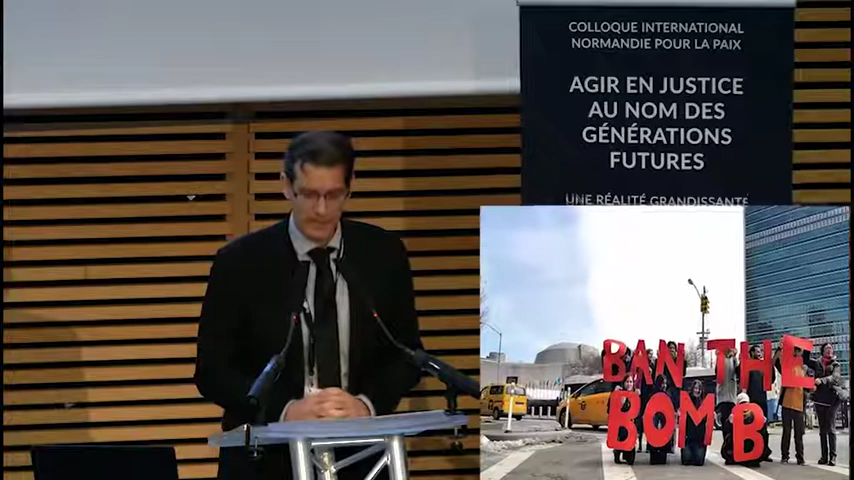 COLLOQUE INTERNATIONAL
NORMANDIE POUR LA PAIX
AGIR EN JUSTICE
AU NOM DES
GÉNÉRATIONS
FUTURES
UNE RÉALITÉ GRANDISSANTE
BAN THE
BOMB